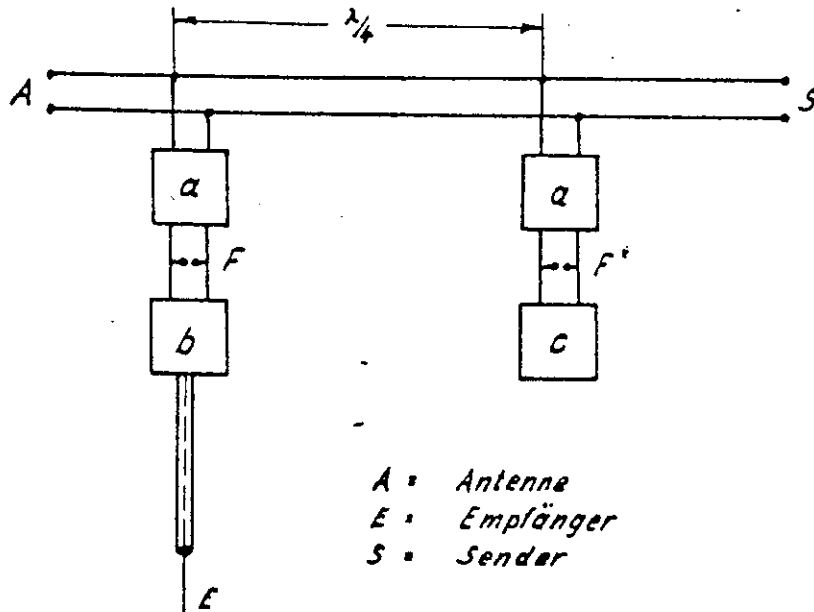 λ/4
A
S
a
a
F
F*
b
c
A = Antenne
E = Empfänger
S = Sender
E